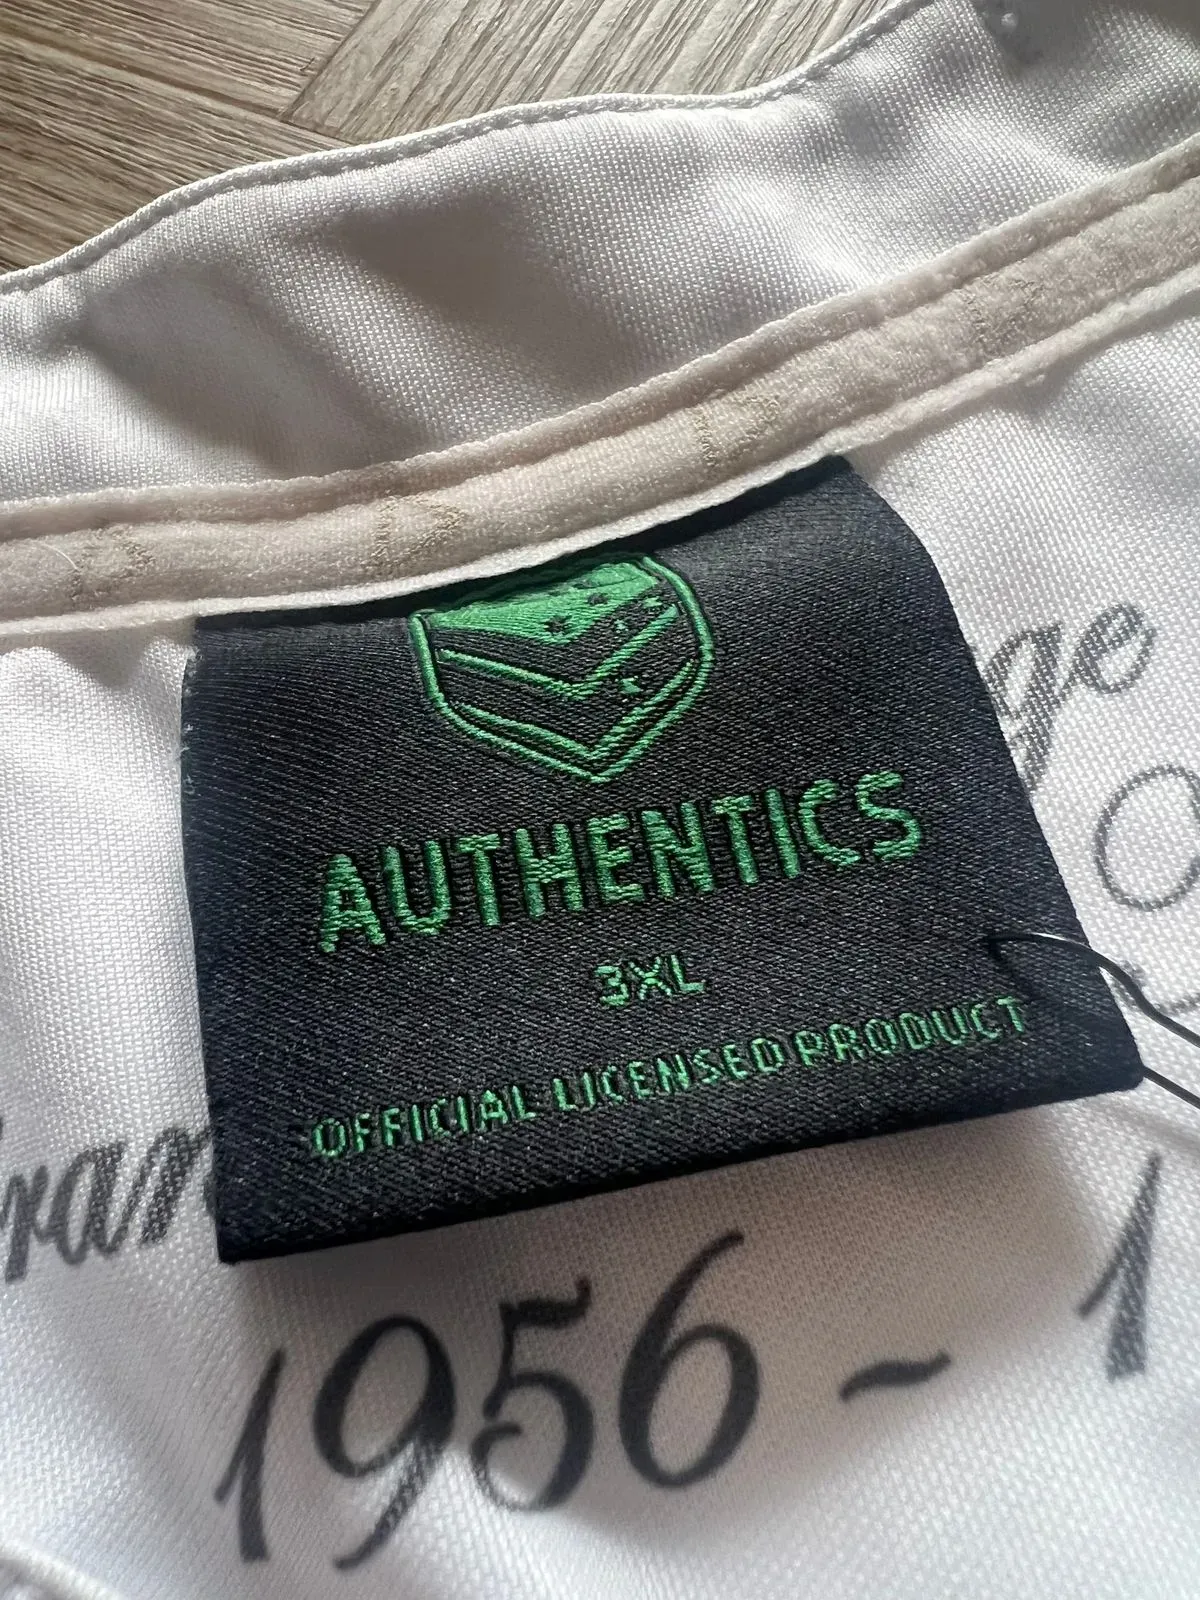 AUTHENTICS
3XL
OFFICIAL LICENSED PRODUCT
1956 ~ 1